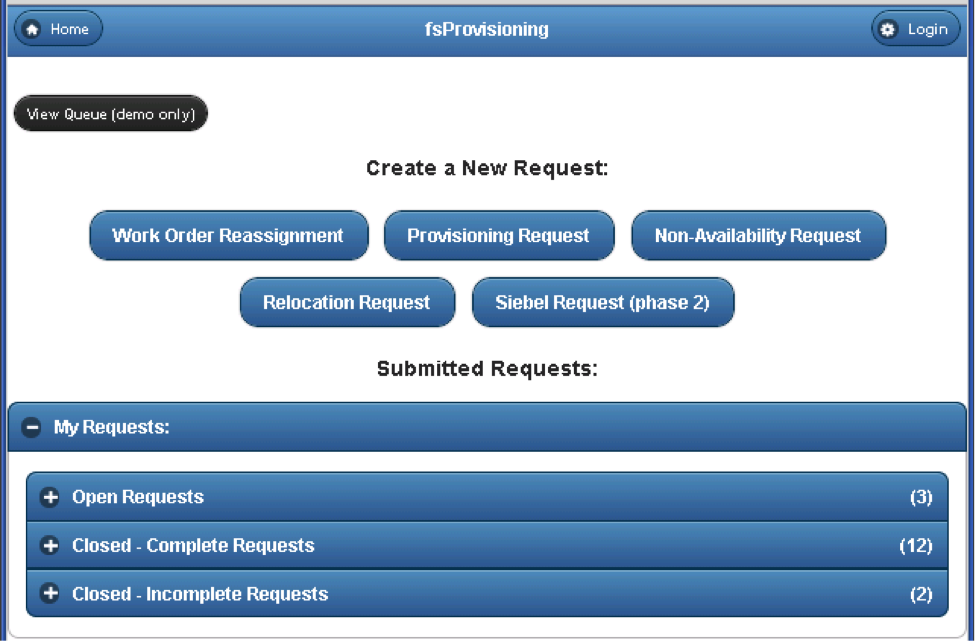 Home
fsProvisioning
Login
View Queue (demo only)
Create a New Request:
Work Order Reassignment
Provisioning Request
Non-Availability Request
Relocation Request
Siebel Request (phase 2)
Submitted Requests:
My Requests:
Open Requests (3)
Closed - Complete Requests (12)
Closed - Incomplete Requests (2)